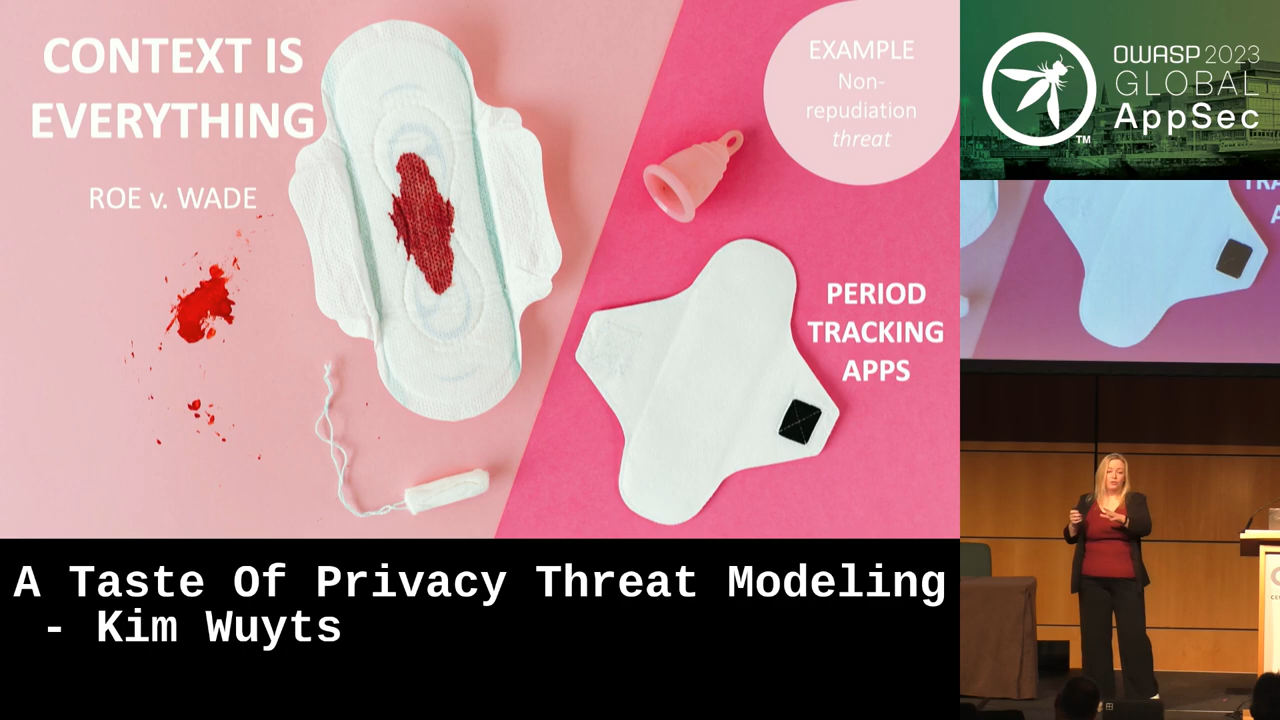 CONTEXT IS
EVERYTHING
ROE v. WADE
EXAMPLE
Non-
repudiation
threat
PERIOD
TRACKING
APPS
OWASP 2023
GLOBAL
AppSec
TM
A Taste Of Privacy Threat Modeling
- Kim Wuyts